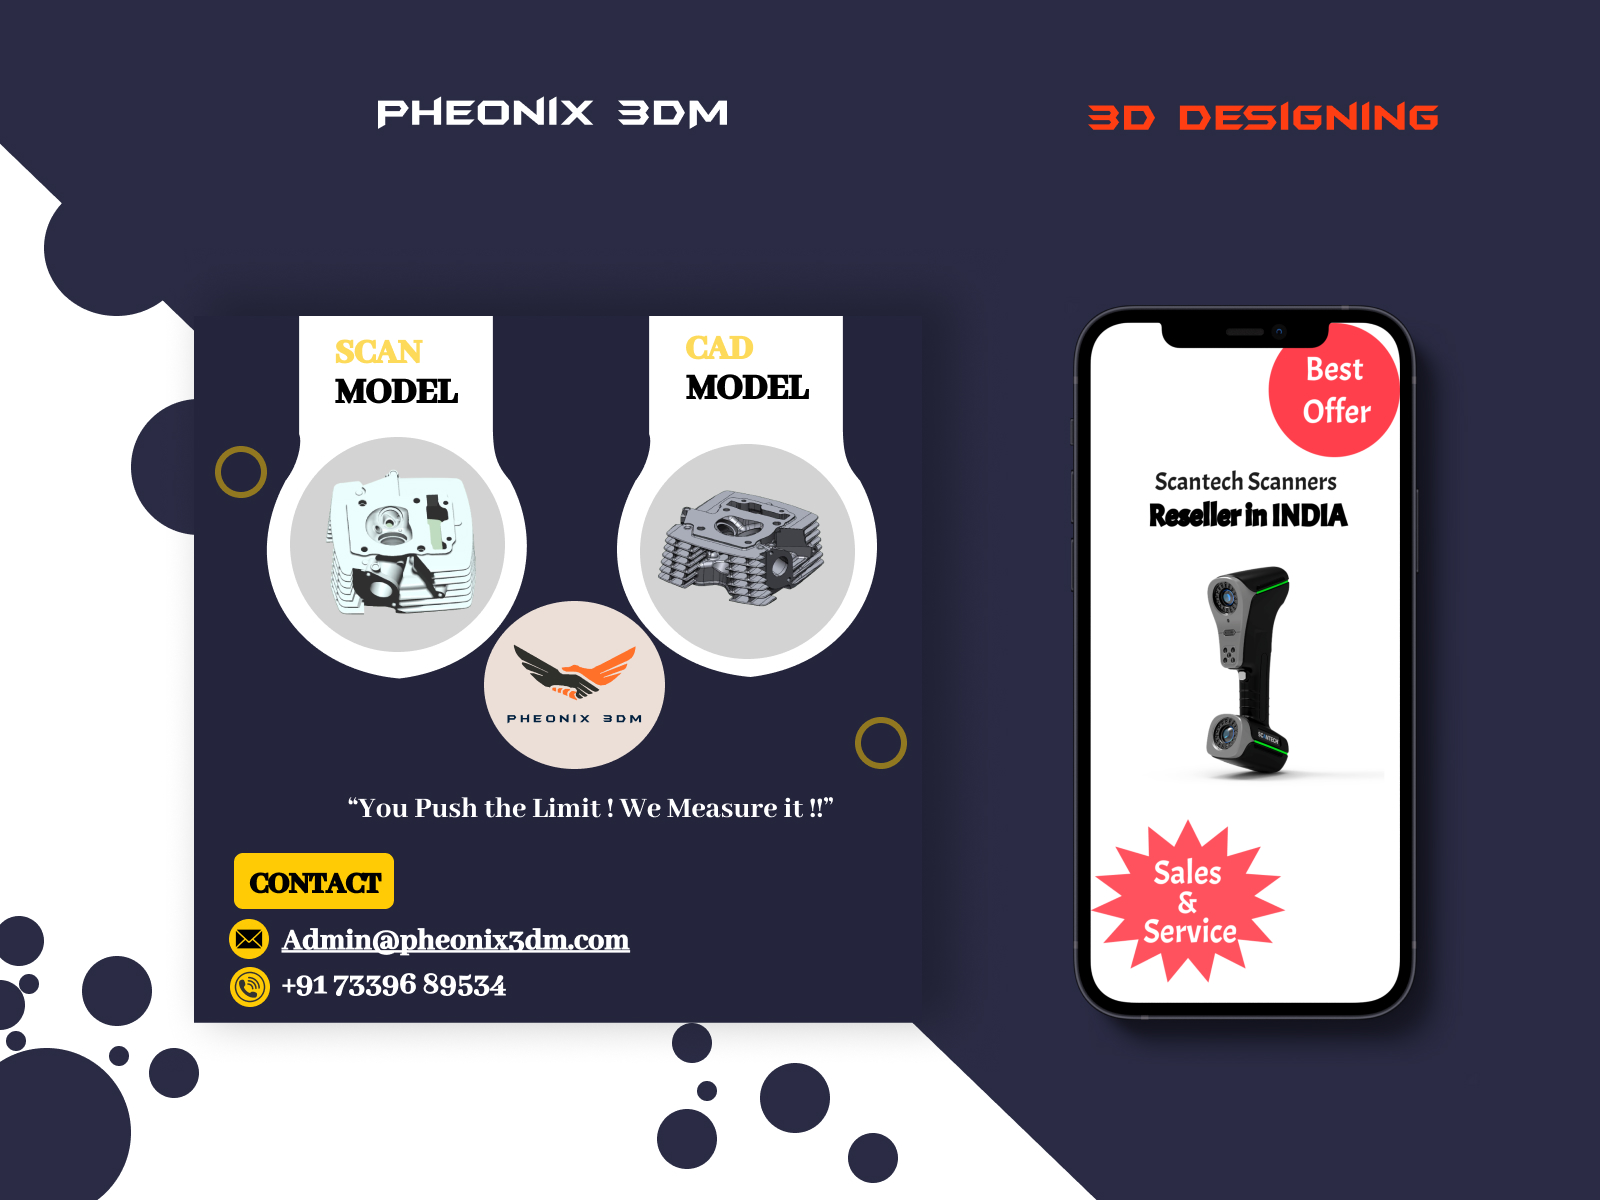 PHEONIX 3DM
3D DESIGNING
SCAN
MODEL
CAD
MODEL
PHEONIX 3DM
“You Push the Limit ! We Measure it !!”
CONTACT
Admin@pheonix3dm.com
+91 73396 89534
Best
Offer
Scantech Scanners
Reseller in INDIA
SCANTECH
Sales
&
Service